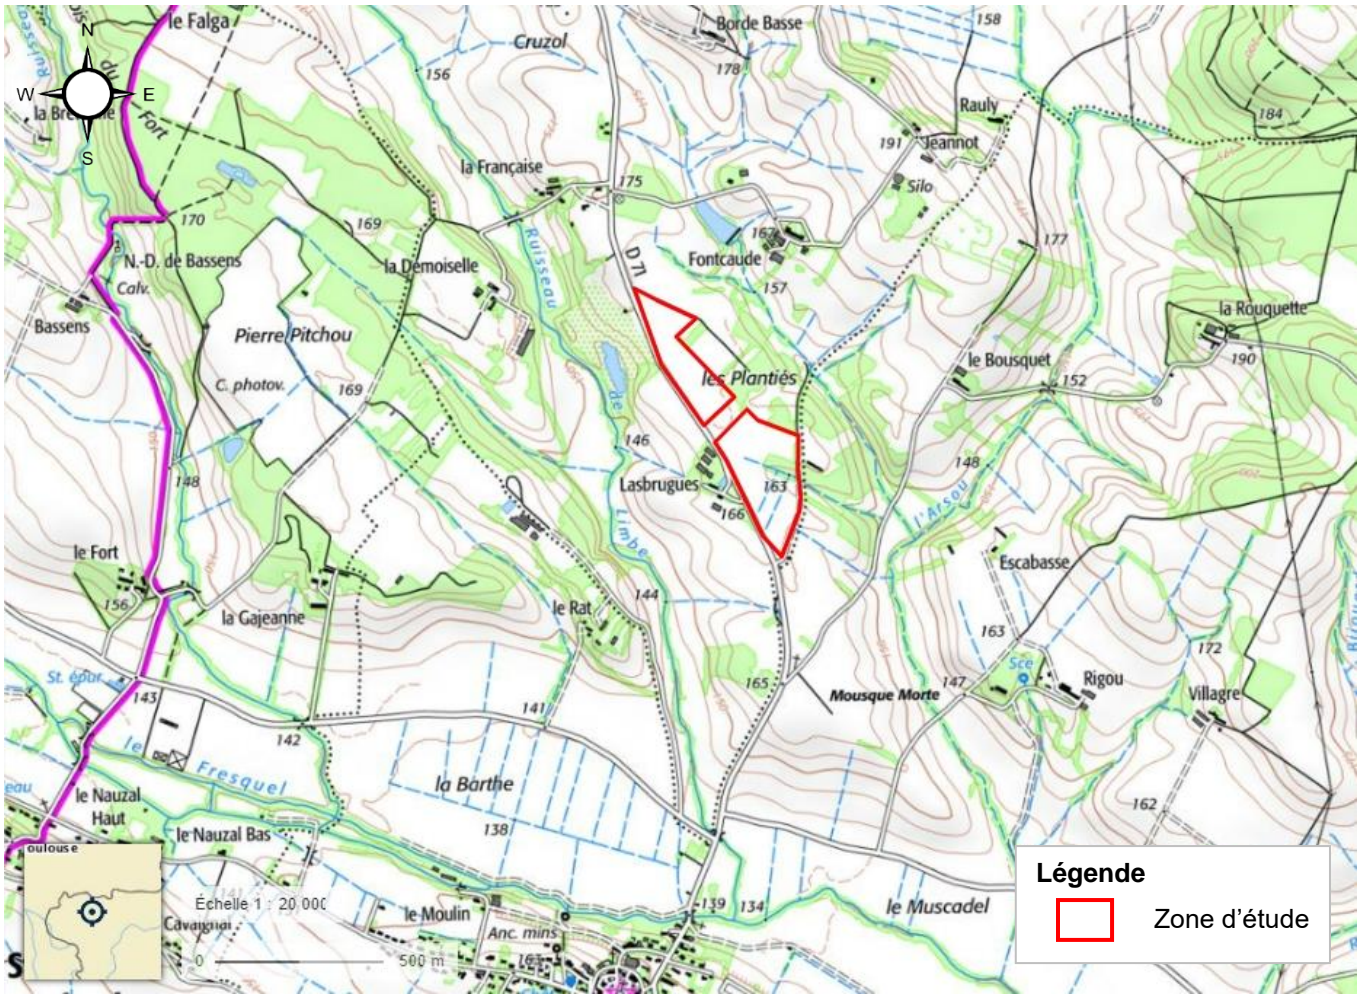 le Falga
Borde Basse
158
Cruzol
N
156
178
W
E
du Fort
184
Rauly
S
191
Jeannot
la Française
175
Silo
170
169
167
177
N.-D. de Bassens
Ruisseau
D 71
Fontcaude
la Demoiselle
Calv.
157
la Rouquette
Bassens
Pierre Pitchou
le Bousquet
190
C. photov.
169
les Plantiés
152
de
146
148
Lasbrugues
163
148
166
l'Arsou
Limbe
le Fort
Escabasse
156
la Gajeanne
le Rat
144
163
172
Sce
St. épur
143
165
147
Rigou
Mousque Morte
Villagre
141
142
le
Fresquel
la Barthe
le Nauzal
Haut
138
162
le Nauzal Bas
oulouse
Légende
Zone d'étude
Échelle 1 : 20 000
139
134
le Muscadel
le Moulin
Anc. mins
0
500 m
S